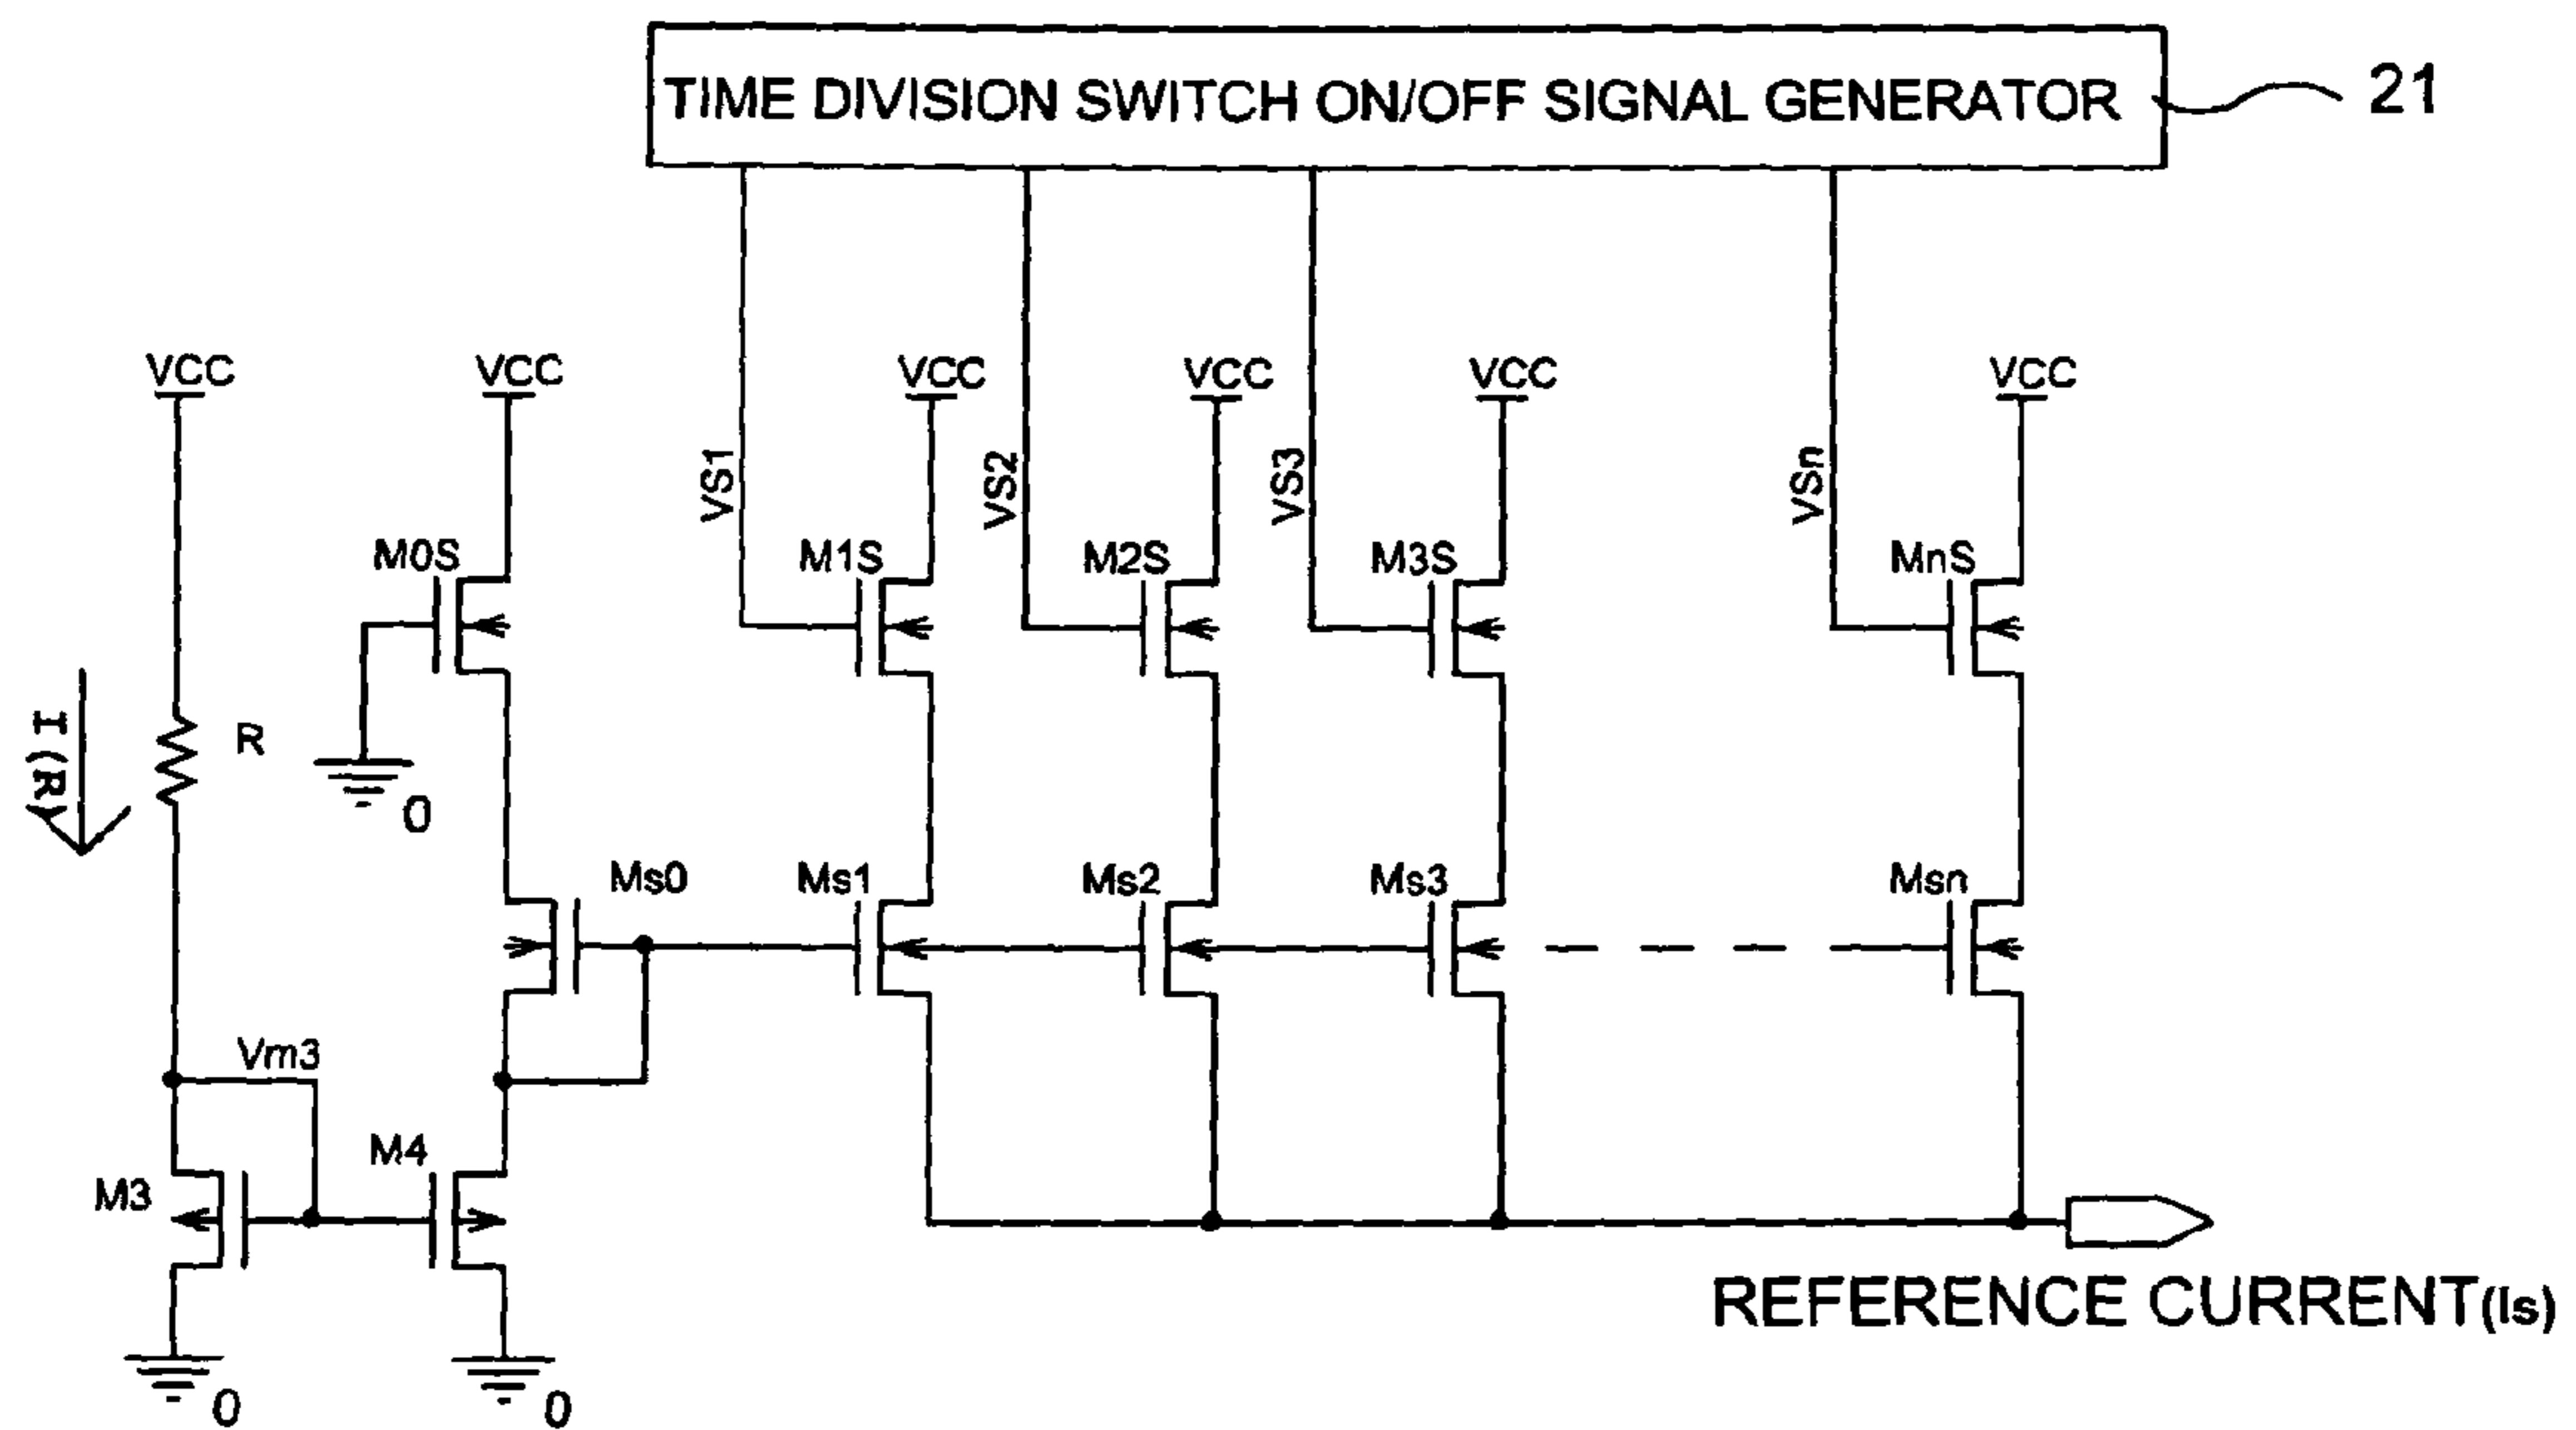 TIME DIVISION SWITCH ON/OFF SIGNAL GENERATOR
21
VCC
VCC
VCC
VCC
VCC
VCC
VS1
VS2
VS3
VSn
M0S
M1S
M2S
M3S
MnS
I(R)
R
0
Ms0
Ms1
Ms2
Ms3
Msn
Vm3
M4
M3
REFERENCE CURRENT(Is)
0
0